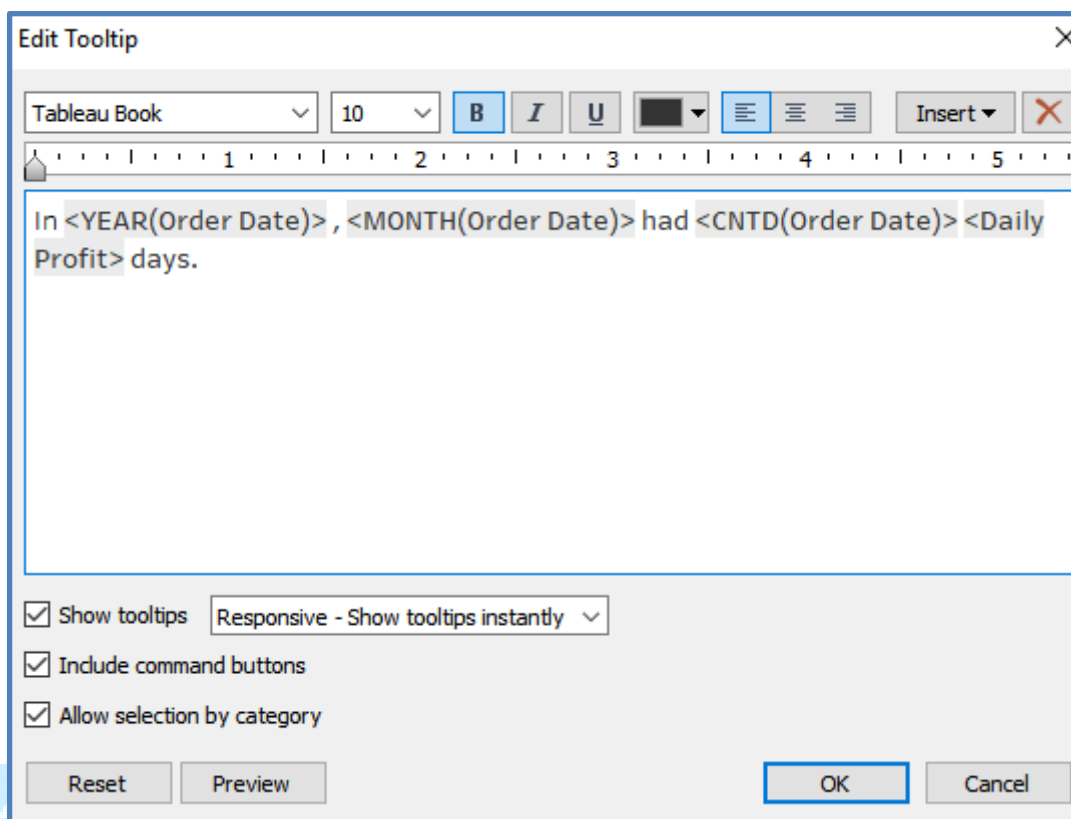 Edit Tooltip
Tableau Book 10 B I U Insert
1 2 3 4 5
In <YEAR(Order Date)> , <MONTH(Order Date)> had <CNTD(Order Date)> <Daily
Profit> days.
Show tooltips Responsive - Show tooltips instantly
Include command buttons
Allow selection by category
Reset Preview OK Cancel